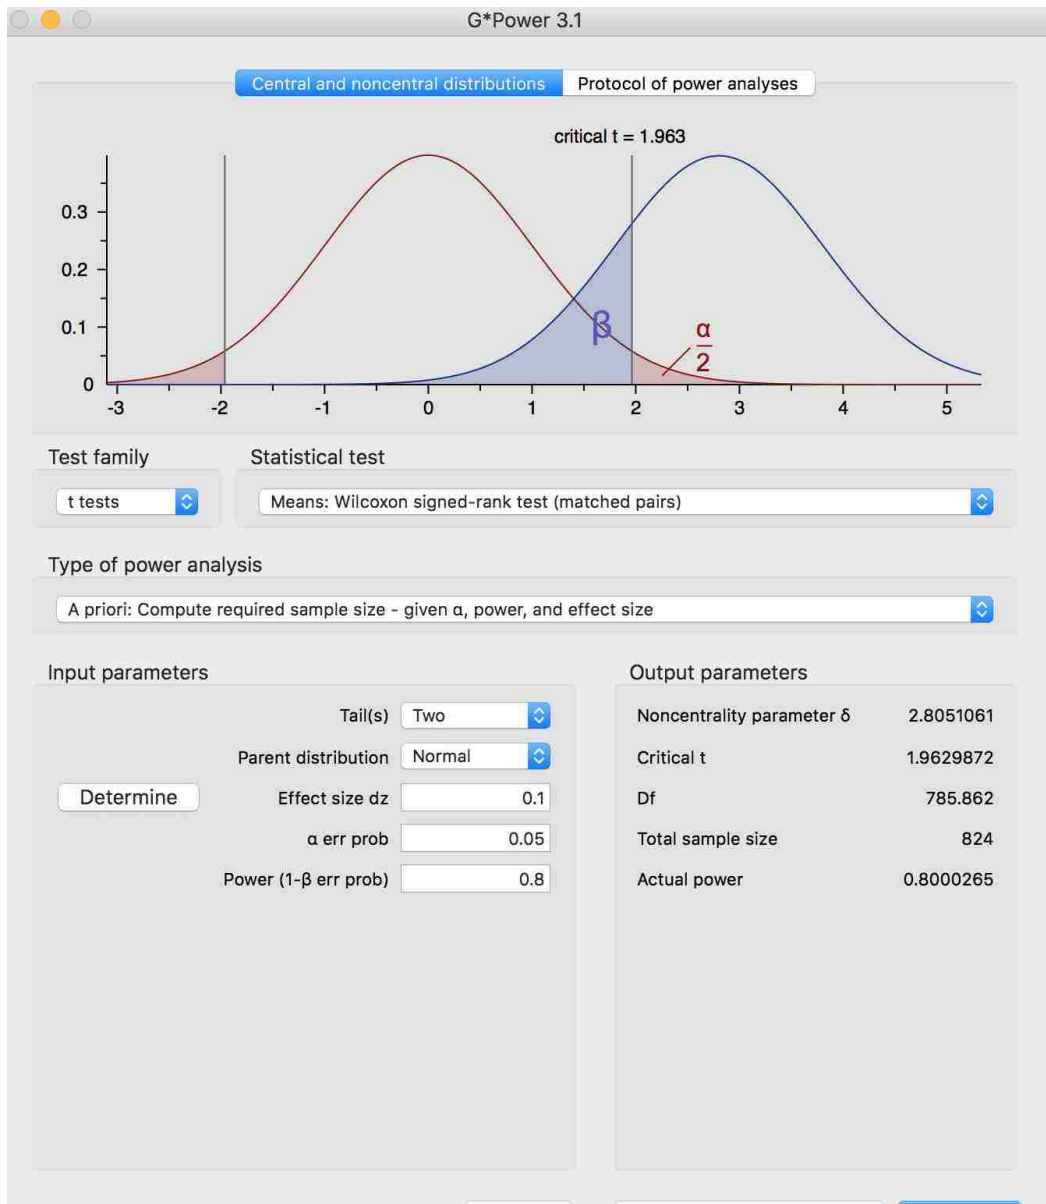 G*Power 3.1
Central and noncentral distributions Protocol of power analyses
critical t = 1.963
0.3
0.2
0.1
0
β
α
2
-3 -2 -1 0 1 2 3 4 5
Test family Statistical test
t tests Means: Wilcoxon signed-rank test (matched pairs)
Type of power analysis
A priori: Compute required sample size - given α, power, and effect size
Input parameters Output parameters
Tail(s) Two Noncentrality parameter δ 2.8051061
Parent distribution Normal Critical t 1.9629872
Determine Effect size dz 0.1 Df 785.862
α err prob 0.05 Total sample size 824
Power (1-β err prob) 0.8 Actual power 0.8000265